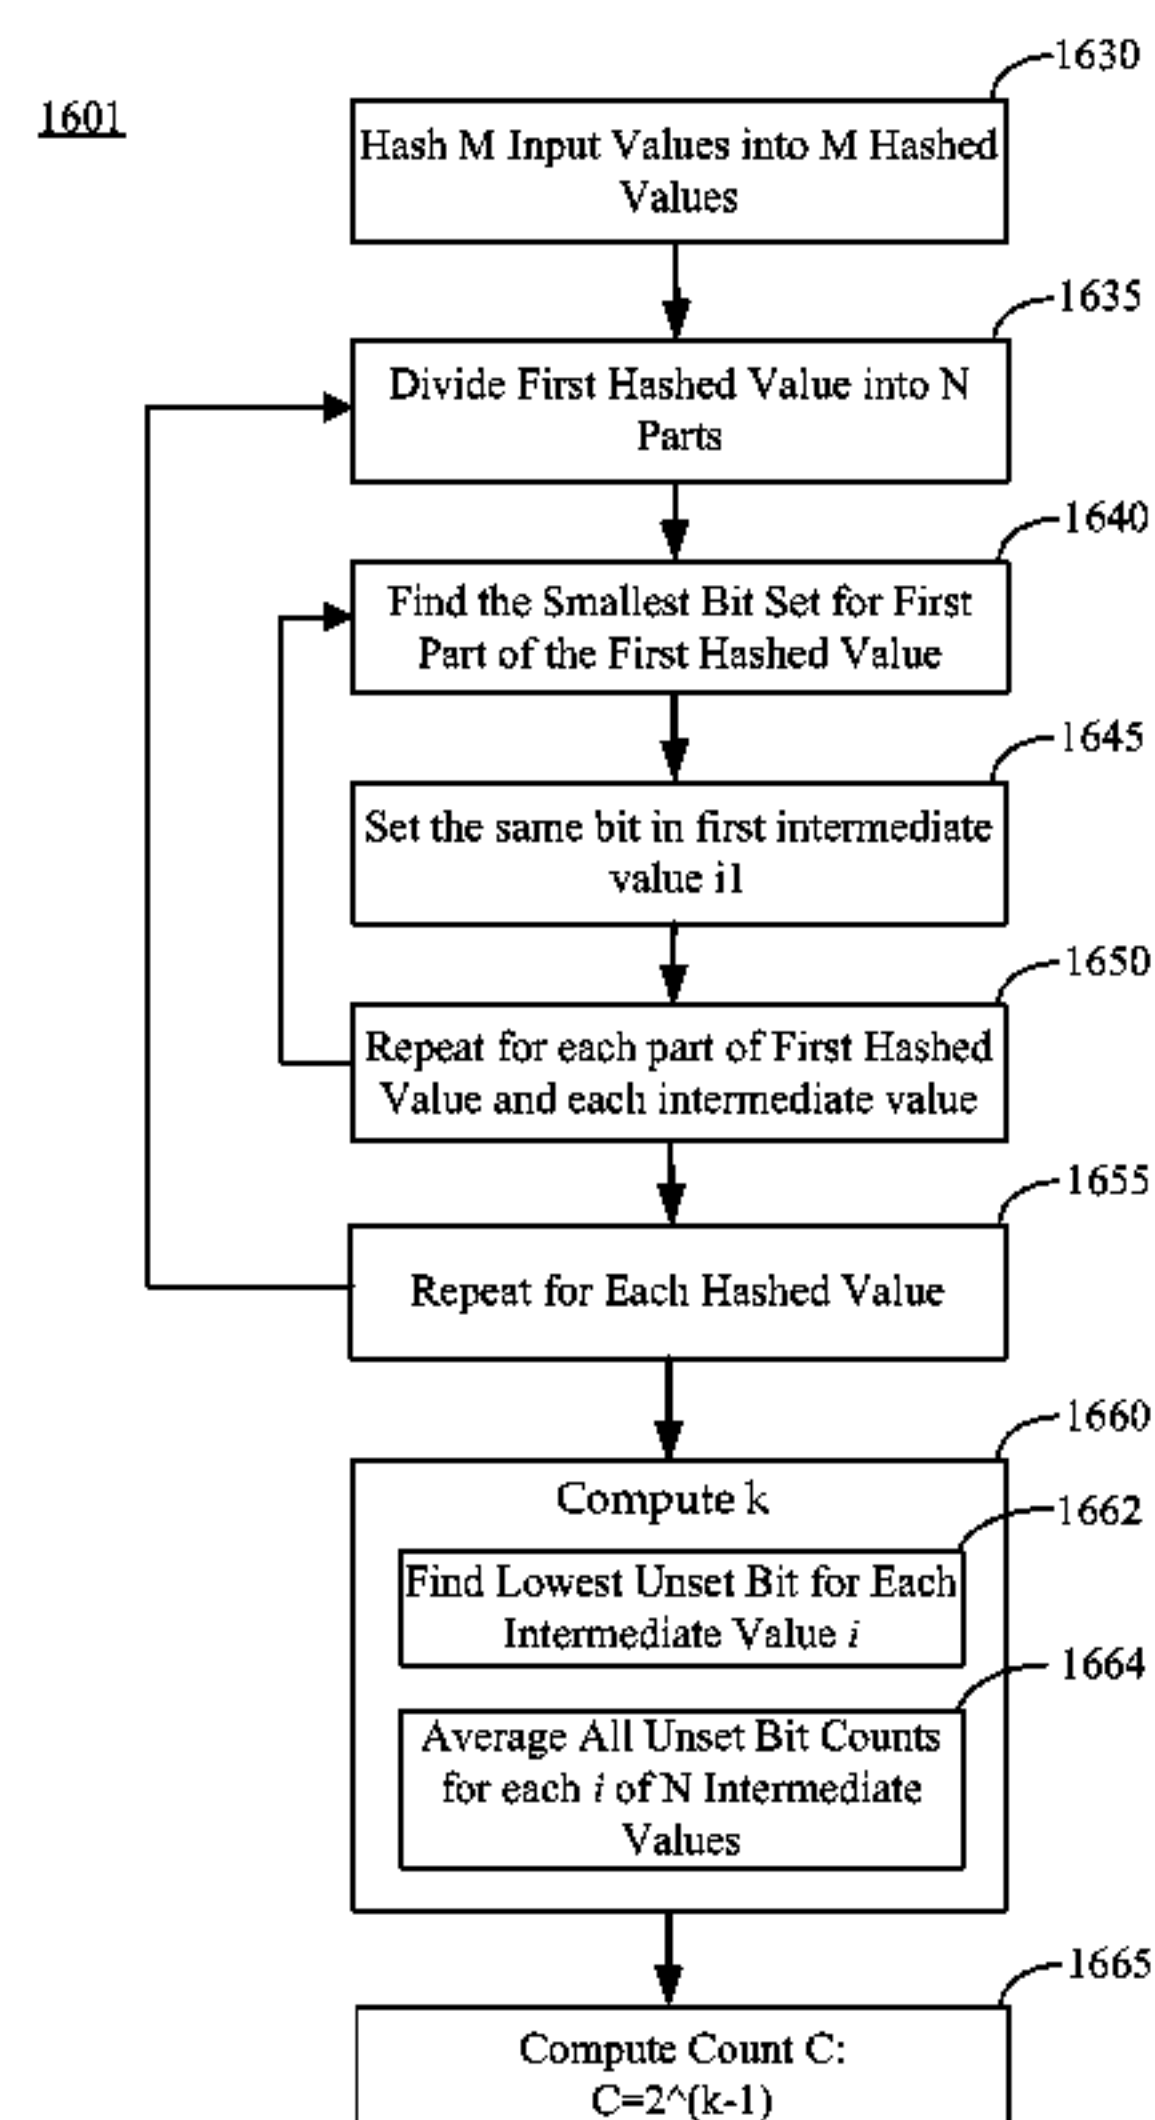 1601
1630
Hash M Input Values into M Hashed
Values
1635
Divide First Hashed Value into N
Parts
1640
Find the Smallest Bit Set for First
Part of the First Hashed Value
1645
Set the same bit in first intermediate
value i1
1650
Repeat for each part of First Hashed
Value and each intermediate value
1655
Repeat for Each Hashed Value
1660
Compute k
1662
Find Lowest Unset Bit for Each
Intermediate Value i
1664
Average All Unset Bit Counts
for each i of N Intermediate
Values
1665
Compute Count C:
C=2^(k-1)